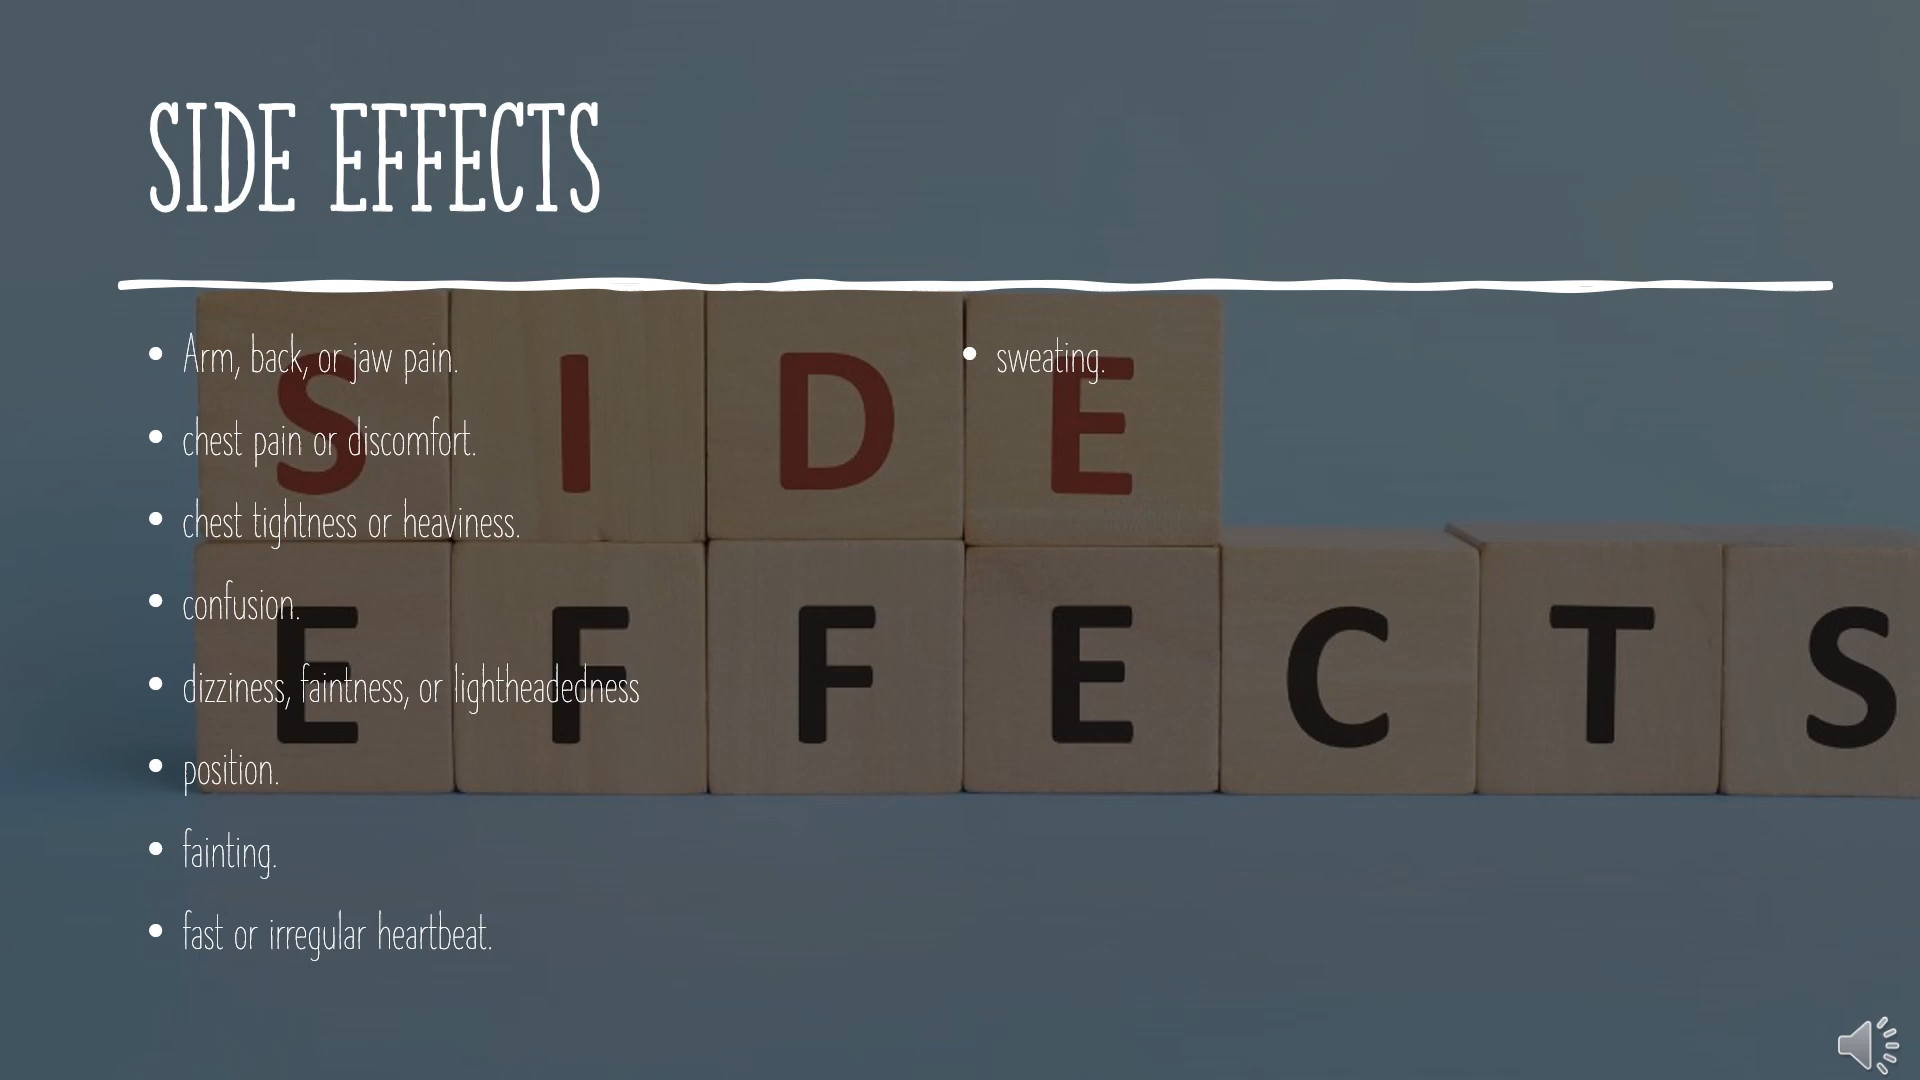 SIDE EFFECTS
• Arm, back, or jaw pain.
• chest pain or discomfort.
• chest tightness or heaviness.
• confusion.
• dizziness, faintness, or lightheadedness
• position.
• fainting.
• fast or irregular heartbeat.
• sweating.
SIDE
EFFECTS